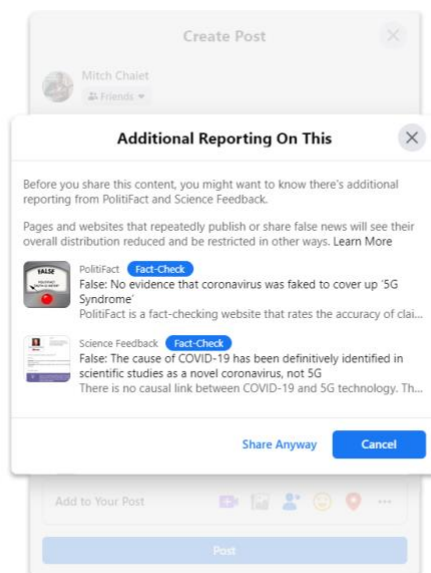 Create Post
Mitch Chalet
Friends
Additional Reporting On This
Before you share this content, you might want to know there's additional
reporting from PolitiFact and Science Feedback.
Pages and websites that repeatedly publish or share false news will see their
overall distribution reduced and be restricted in other ways. Learn More
FALSE
PolitiFact Fact-Check
False: No evidence that coronavirus was faked to cover up '5G
Syndrome'
PolitiFact is a fact-checking website that rates the accuracy of clai...
Science Feedback Fact-Check
False: The cause of COVID-19 has been definitively identified in
scientific studies as a novel coronavirus, not 5G
There is no causal link between COVID-19 and 5G technology. Th...
Share Anyway Cancel
Add to Your Post
Post